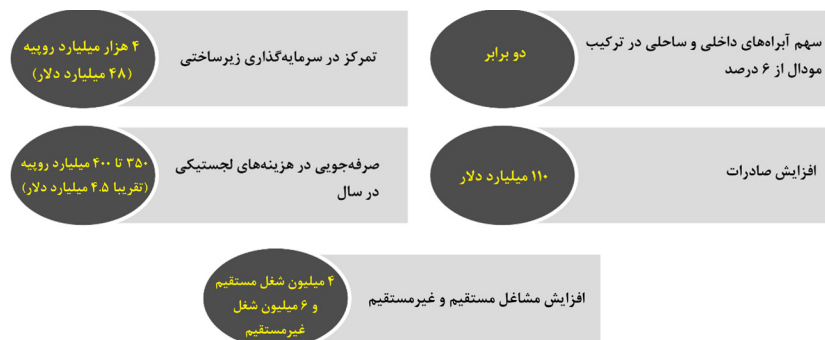 سهم آبراه‌های داخلی و ساحلی در ترکیب
مودال از ۶ درصد
دو برابر
تمرکز در سرمایه‌گذاری زیرساختی
۴ هزار میلیارد روپیه
(۴۸ میلیارد دلار)
افزایش صادرات
۱۱۰ میلیارد دلار
صرفه‌جویی در هزینه‌های لجستیکی
در سال
۳۵۰ تا ۴۰۰ میلیارد روپیه
(تقریبا ۴.۵ میلیارد دلار)
افزایش مشاغل مستقیم و غیرمستقیم
۴ میلیون شغل مستقیم
و ۶ میلیون شغل
غیرمستقیم